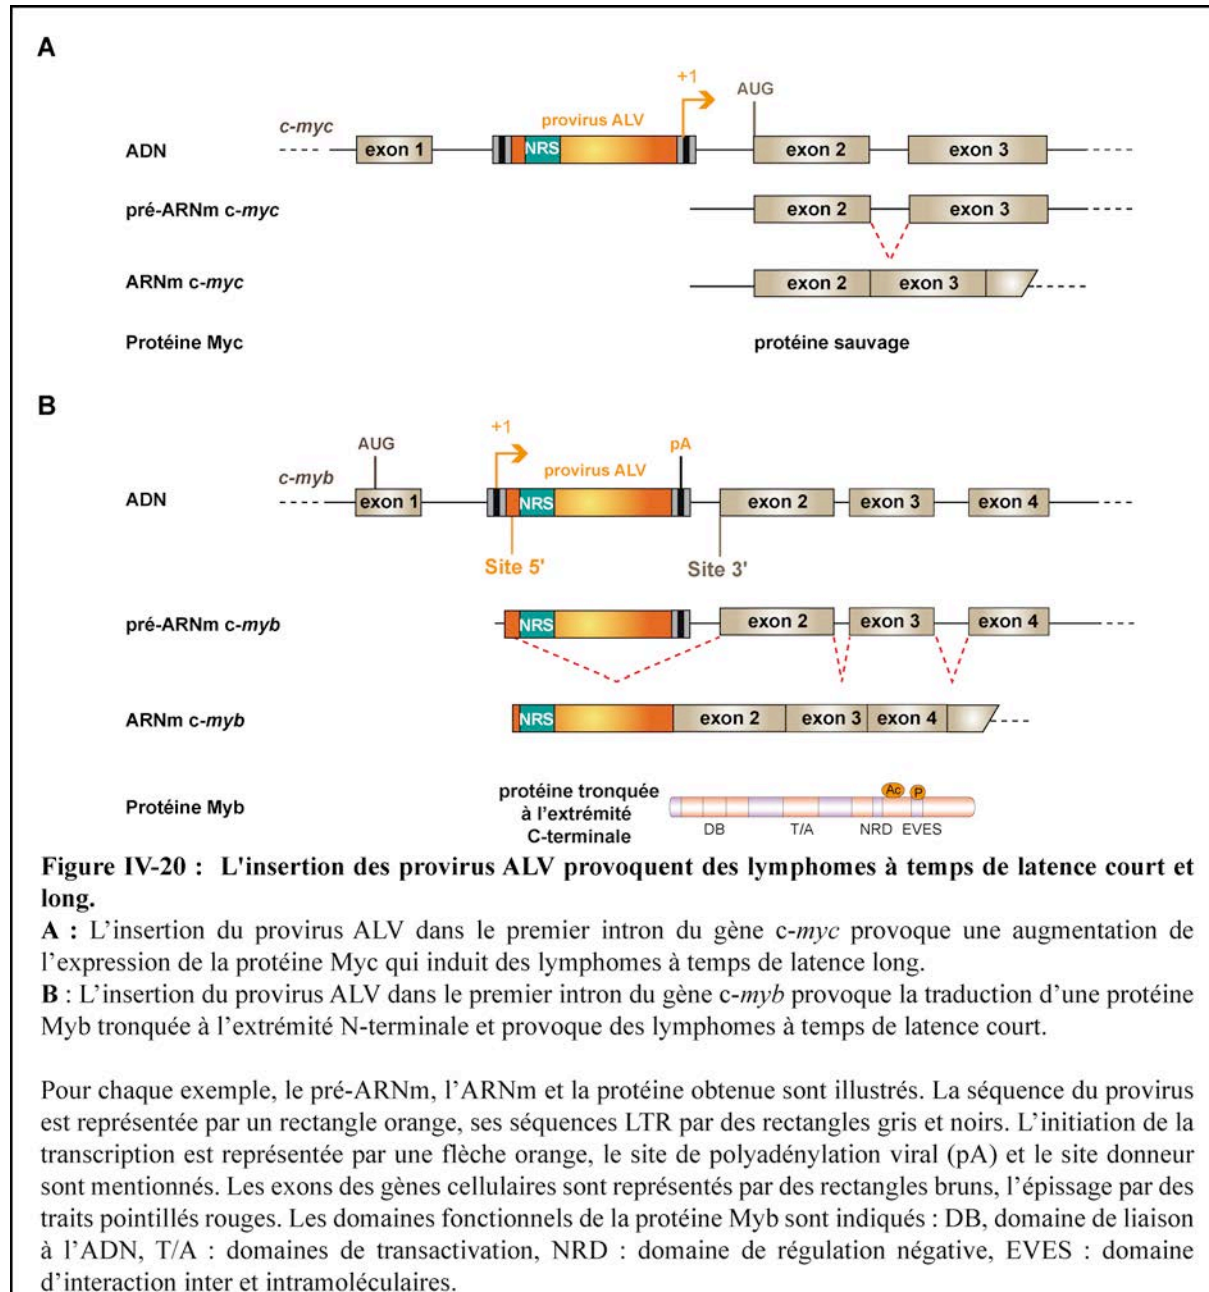 A
+1
AUG
c-myc
provirus ALV
ADN
exon 1
NRS
exon 2
exon 3
pré-ARNm c-myc
exon 2
exon 3
ARNm c-myc
exon 2
exon 3
Protéine Myc
protéine sauvage
B
+1
pA
AUG
c-myb
provirus ALV
ADN
exon 1
NRS
exon 2
exon 3
exon 4
Site 5'
Site 3'
pré-ARNm c-myb
NRS
exon 2
exon 3
exon 4
ARNm c-myb
NRS
exon 2
exon 3
exon 4
Protéine Myb
protéine tronquée
à l'extrémité
C-terminale
Ac
P
DB
T/A
NRD
EVES
Figure IV-20 : L'insertion des provirus ALV provoquent des lymphomes à temps de latence court et
long.
A : L'insertion du provirus ALV dans le premier intron du gène c-myc provoque une augmentation de
l'expression de la protéine Myc qui induit des lymphomes à temps de latence long.
B : L'insertion du provirus ALV dans le premier intron du gène c-myb provoque la traduction d'une protéine
Myb tronquée à l'extrémité N-terminale et provoque des lymphomes à temps de latence court.
Pour chaque exemple, le pré-ARNm, l'ARNm et la protéine obtenue sont illustrés. La séquence du provirus
est représentée par un rectangle orange, ses séquences LTR par des rectangles gris et noirs. L'initiation de la
transcription est représentée par une flèche orange, le site de polyadénylation viral (pA) et le site donneur
sont mentionnés. Les exons des gènes cellulaires sont représentés par des rectangles bruns, l'épissage par des
traits pointillés rouges. Les domaines fonctionnels de la protéine Myb sont indiqués : DB, domaine de liaison
à l'ADN, T/A : domaines de transactivation, NRD : domaine de régulation négative, EVES : domaine
d'interaction inter et intramoléculaires.